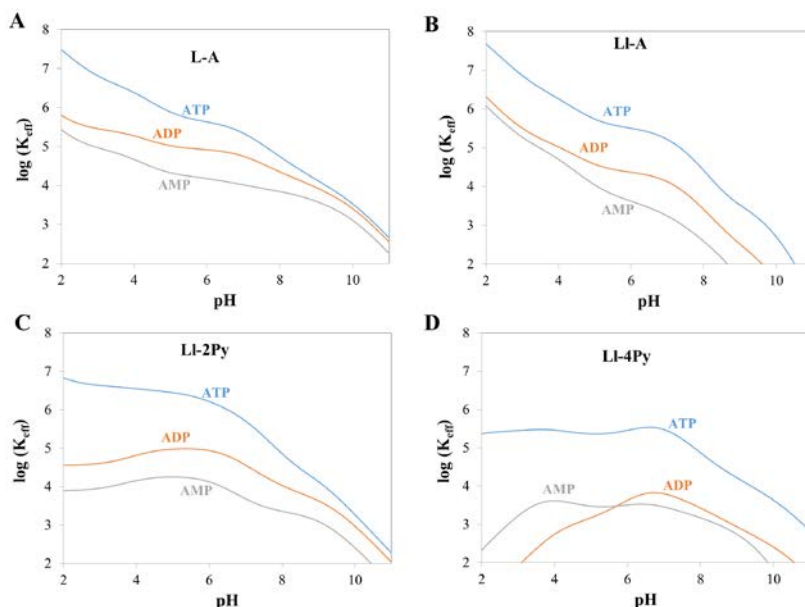 A
L-A
8
7
6
5
4
3
2
log (Keff)
ATP
ADP
AMP
2 4 6 8 10
pH
B
Ll-A
8
7
6
5
4
3
2
log (Keff)
ATP
ADP
AMP
2 4 6 8 10
pH
C
Ll-2Py
8
7
6
5
4
3
2
log (Keff)
ATP
ADP
AMP
2 4 6 8 10
pH
D
Ll-4Py
8
7
6
5
4
3
2
log (Keff)
ATP
AMP
ADP
2 4 6 8 10
pH